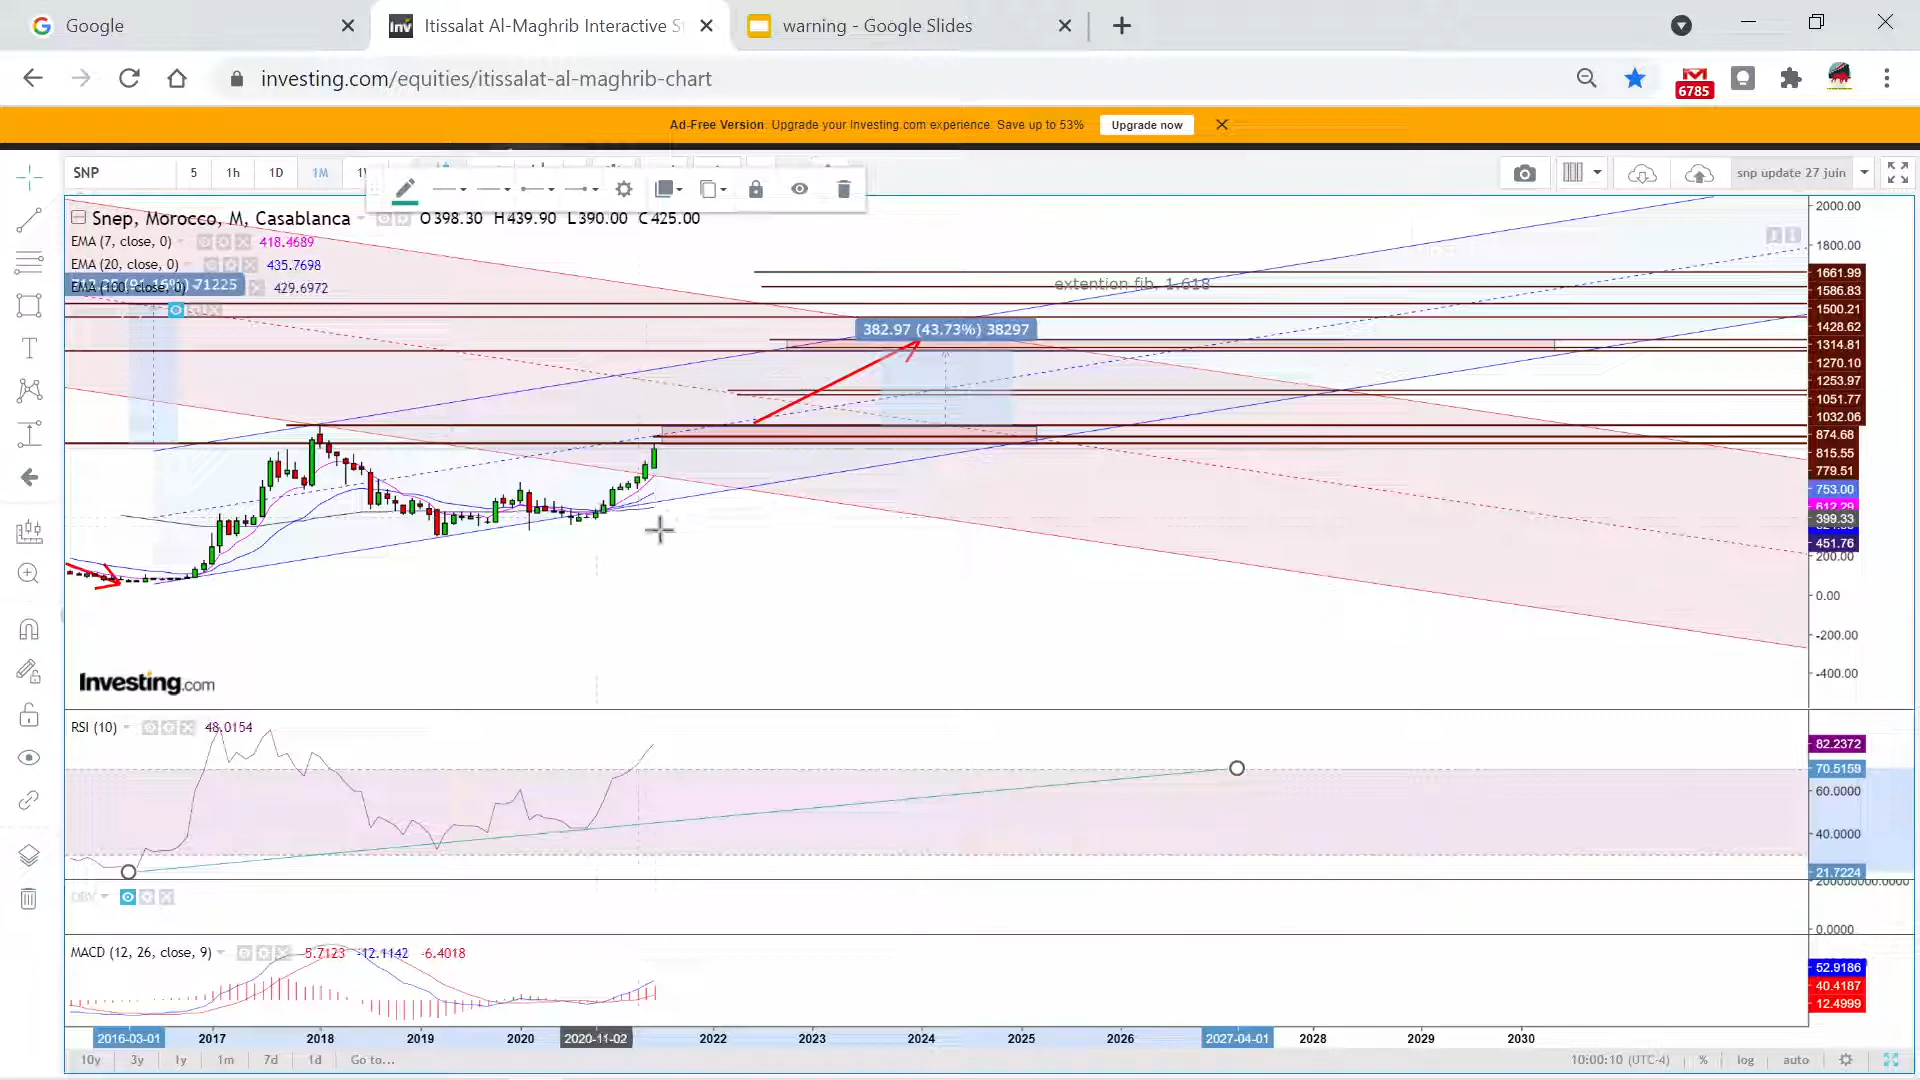 Google
Itissalat Al-Maghrib Interactive S
warning - Google Slides
investing.com/equities/itissalat-al-maghrib-chart
6785
Ad-Free Version. Upgrade your Investing.com experience. Save up to 53%
Upgrade now
SNP
5
1h
1D
1M
snp update 27 juin
Snep, Morocco, M, Casablanca
O398.30 H439.90 L390.00 C425.00
EMA (7, close, 0) 418.4689
EMA (20, close, 0) 435.7698
EMA (100, close, 0) 429.6972
71225
extention fib. 1.618
382.97 (43.73%) 38297
2000.00
1800.00
1661.99
1586.83
1500.21
1428.62
1314.81
1270.10
1253.97
1051.77
1032.06
874.68
815.55
779.51
753.00
612.29
399.33
451.76
200.00
0.00
-200.00
-400.00
Investing.com
RSI (10) 48.0154
82.2372
70.5159
60.0000
40.0000
21.7224
OBV
0.0000
MACD (12, 26, close, 9) -5.7123 -12.1142 -6.4018
52.9186
40.4187
12.4999
2016-03-01 2017 2018 2019 2020 2020-11-02 2022 2023 2024 2025 2026 2027-04-01 2028 2029 2030
10y 3y 1y 1m 7d 1d Go to...
10:00:10 (UTC-4) % log auto